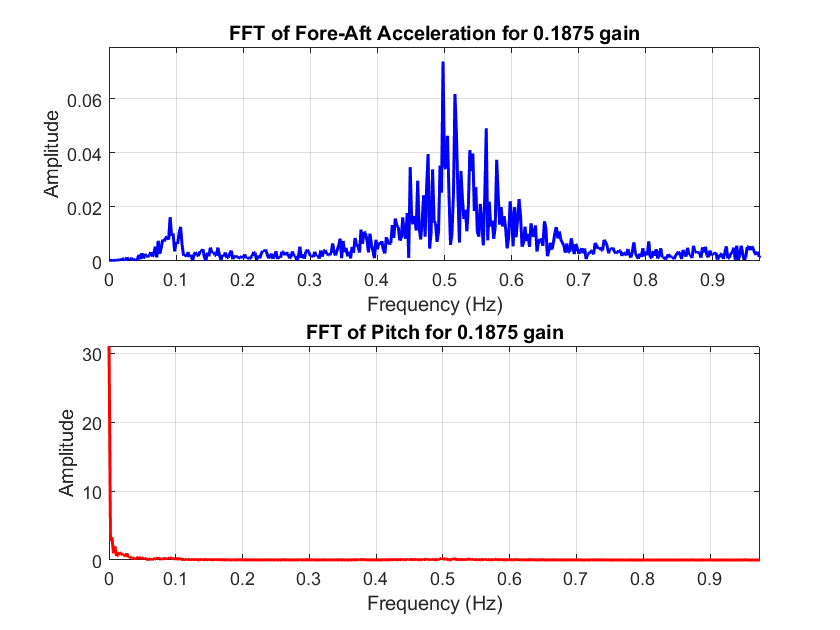 FFT of Fore-Aft Acceleration for 0.1875 gain
Amplitude
0.06
0.04
0.02
0
0 0.1 0.2 0.3 0.4 0.5 0.6 0.7 0.8 0.9
Frequency (Hz)
FFT of Pitch for 0.1875 gain
Amplitude
30
20
10
0
0 0.1 0.2 0.3 0.4 0.5 0.6 0.7 0.8 0.9
Frequency (Hz)